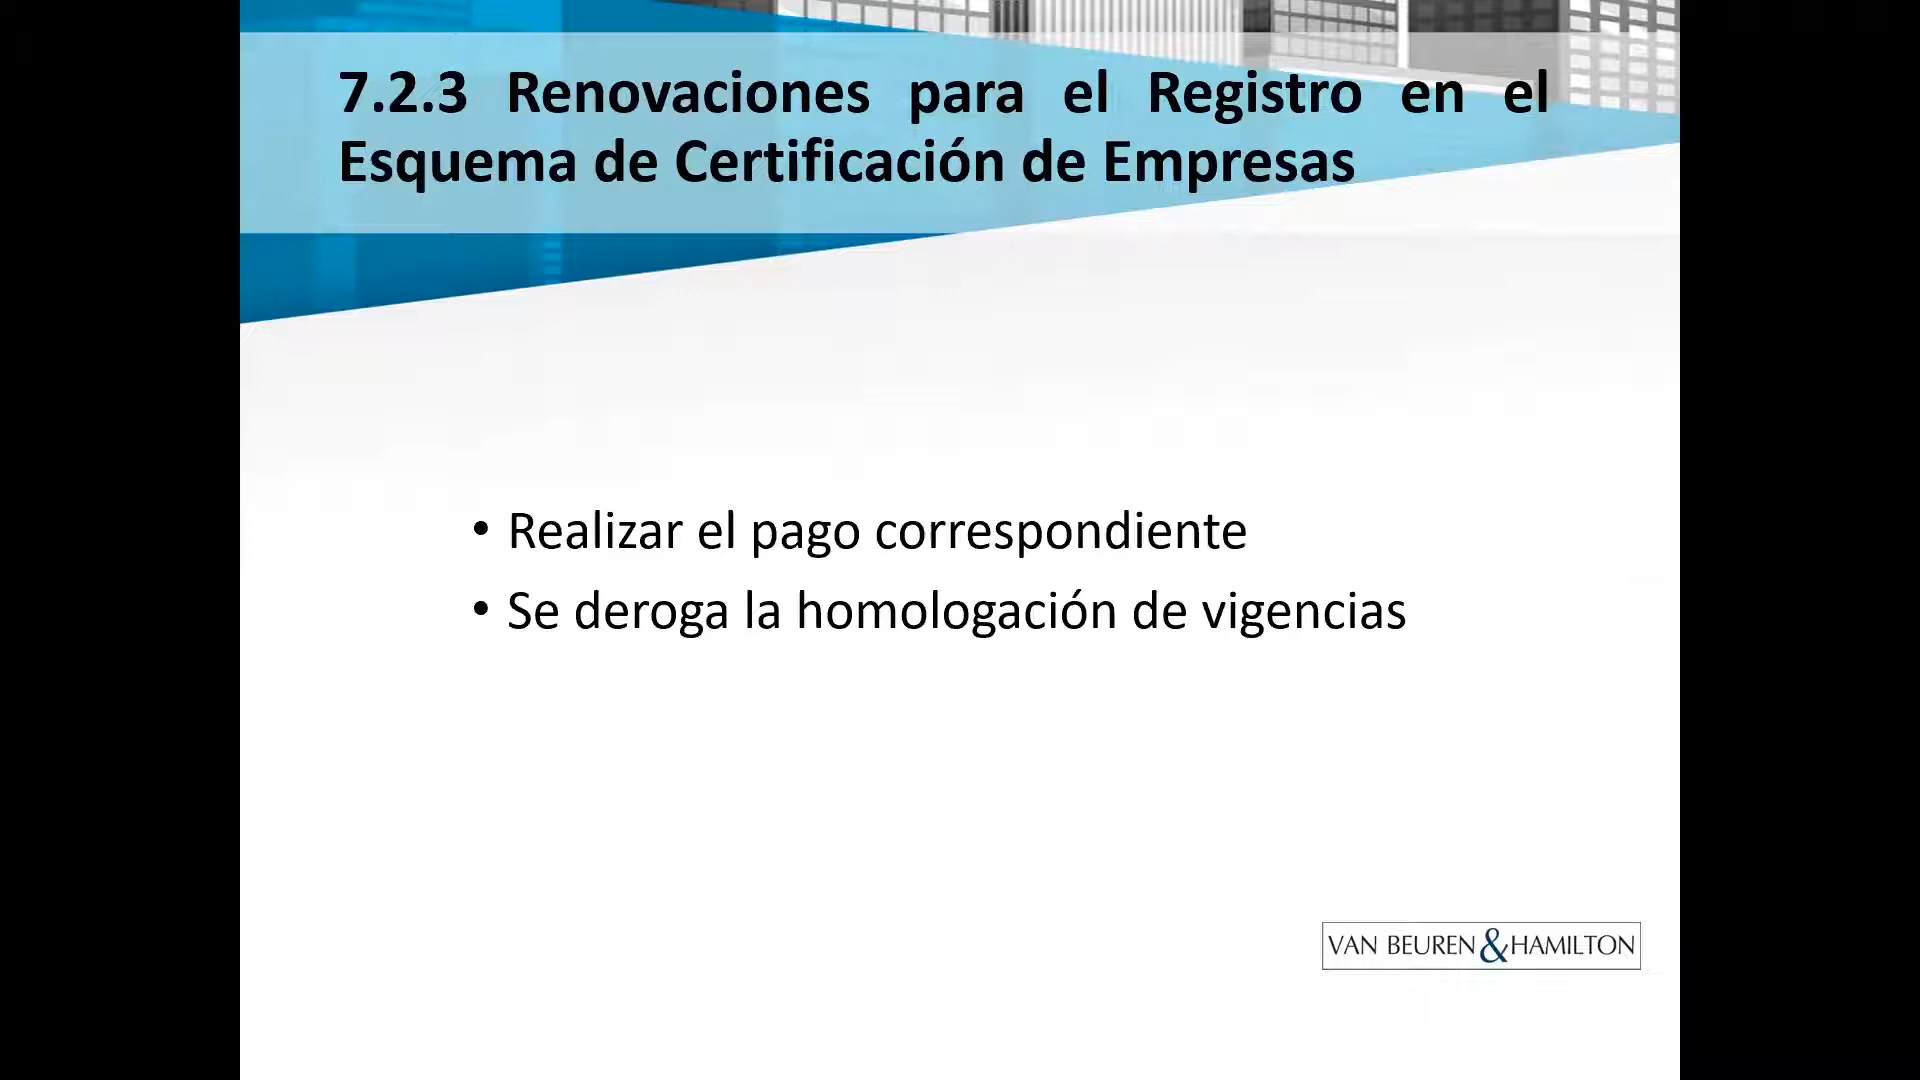 7.2.3 Renovaciones para el Registro en el
Esquema de Certificación de Empresas
• Realizar el pago correspondiente
• Se deroga la homologación de vigencias
VAN BEUREN & HAMILTON